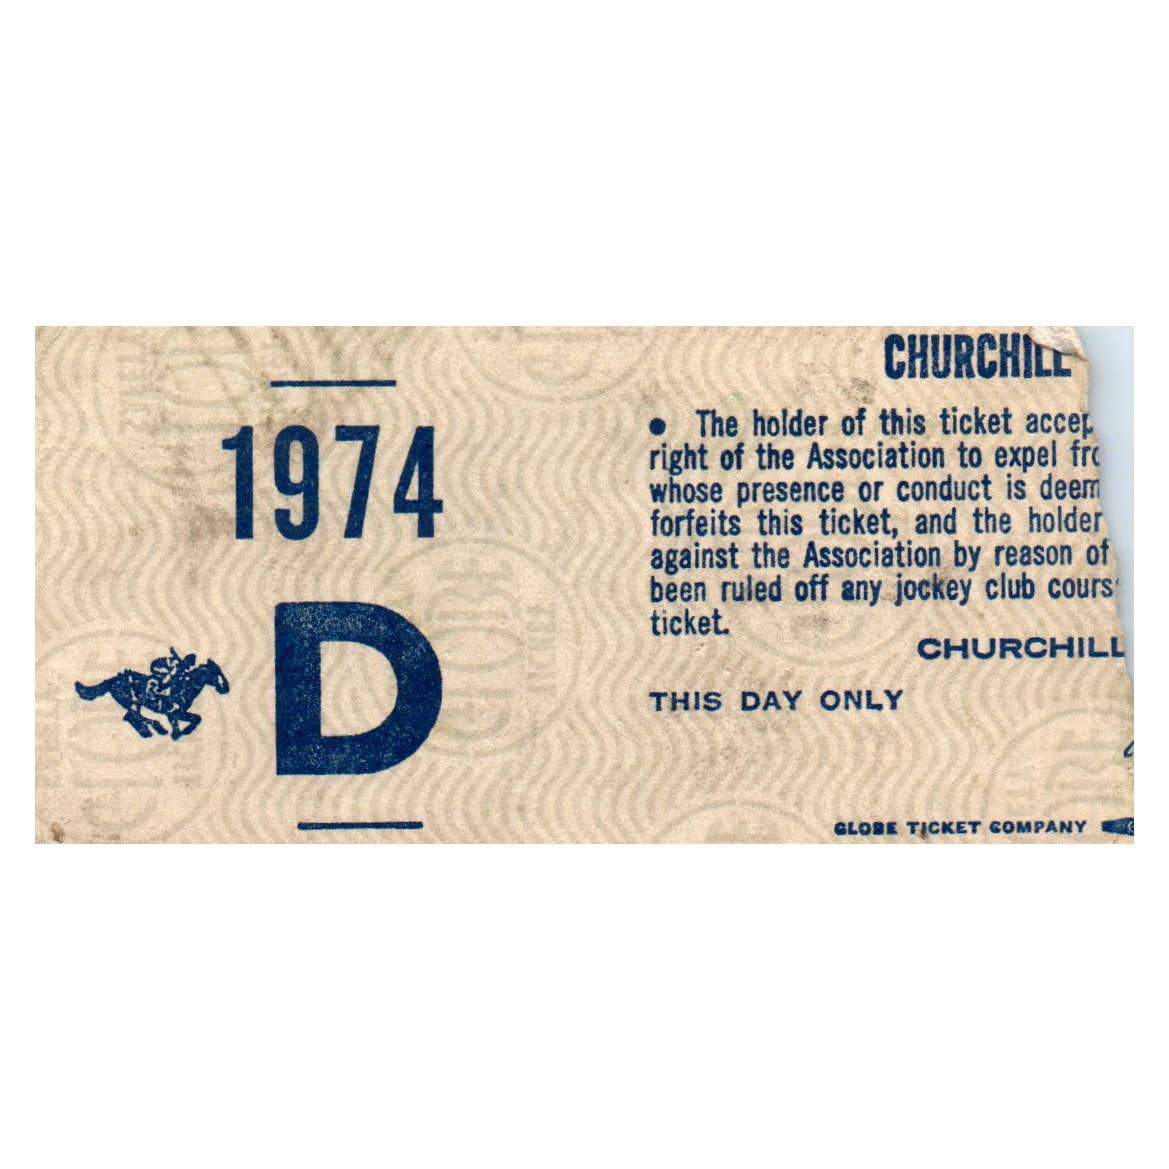 1974
D
CHURCHILL
• The holder of this ticket accep
right of the Association to expel fro
whose presence or conduct is deem
forfeits this ticket, and the holder
against the Association by reason of
been ruled off any jockey club cours
ticket.
CHURCHILL
THIS DAY ONLY
GLOBE TICKET COMPANY
GLOBE